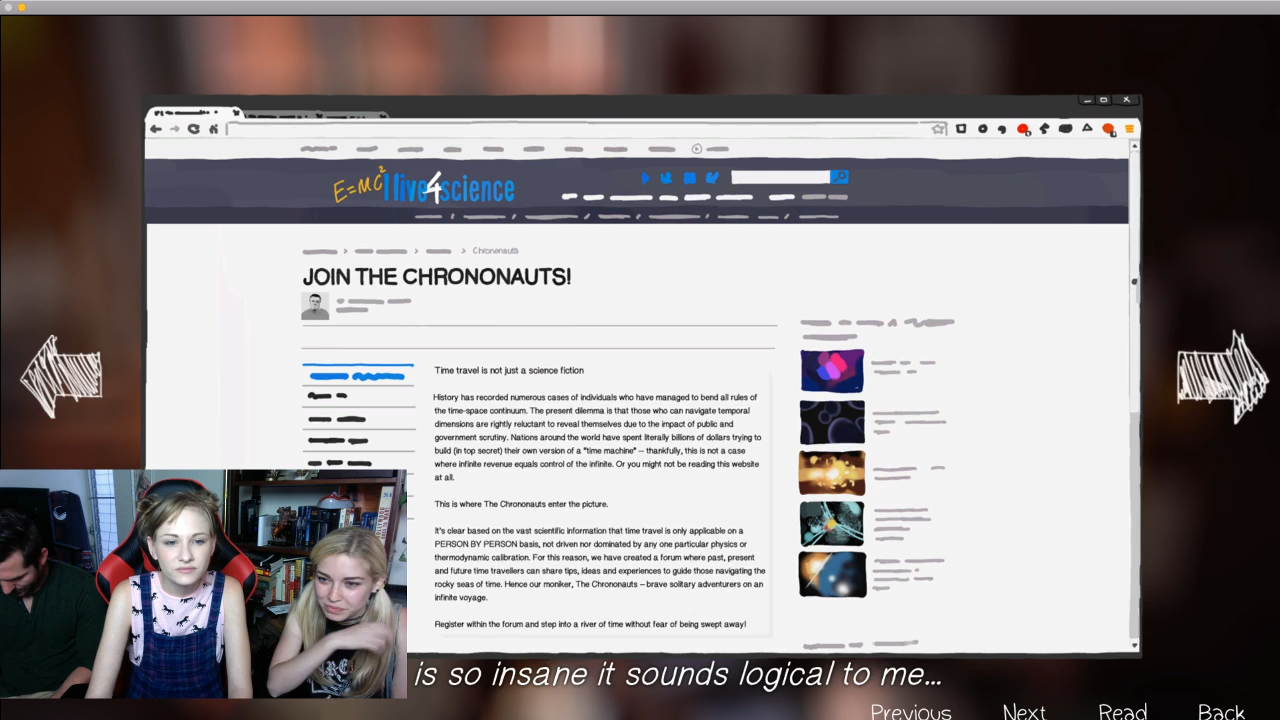 E=mc² I live 4 science
Chrononauts
JOIN THE CHRONONAUTS!
Time travel is not just a science fiction
History has recorded numerous cases of individuals who have managed to bend all rules of
the time-space continuum. The present dilemma is that those who can navigate temporal
dimensions are rightly reluctant to reveal themselves due to the impact of public and
government scrutiny. Nations around the world have spent literally billions of dollars trying to
build (in top secret) their own version of a "time machine" -- thankfully, this is not a case
where infinite revenue equals control of the infinite. Or you might not be reading this website
at all.
This is where The Chrononauts enter the picture.
It's clear based on the vast scientific information that time travel is only applicable on a
PERSON BY PERSON basis, not driven nor dominated by any one particular physics or
thermodynamic calibration. For this reason, we have created a forum where past, present
and future time travellers can share tips, ideas and experiences to guide those navigating the
rocky seas of time. Hence our moniker, The Chrononauts -- brave solitary adventurers on an
infinite voyage.
Register within the forum and step into a river of time without fear of being swept away!
is so insane it sounds logical to me...
Previous Next Read Back